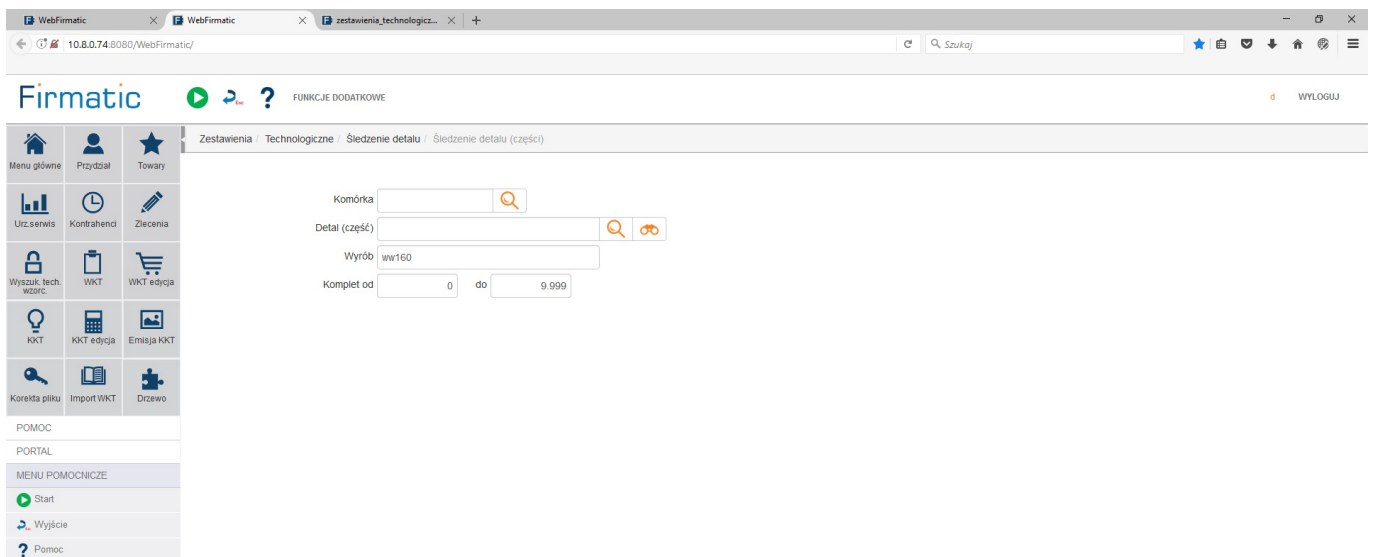 WebFirmatic
WebFirmatic
zestawienia_technologicz...
10.8.0.74:8080/WebFirmatic/
Szukaj
Firmatic
Esc
FUNKCJE DODATKOWE
d
WYLOGUJ
Zestawienia / Technologiczne / Śledzenie detalu / Śledzenie detalu (części)
Menu główne
Przydział
Towary
Urz.serwis
Kontrahenci
Zlecenia
Wyszuk. tech. wzorc.
WKT
WKT edycja
KKT
KKT edycja
Emisja KKT
Korekta pliku
Import WKT
Drzewo
Komórka
Detal (część)
Wyrób ww160
Komplet od 0 do 9.999
POMOC
PORTAL
MENU POMOCNICZE
Start
Wyjście
Pomoc